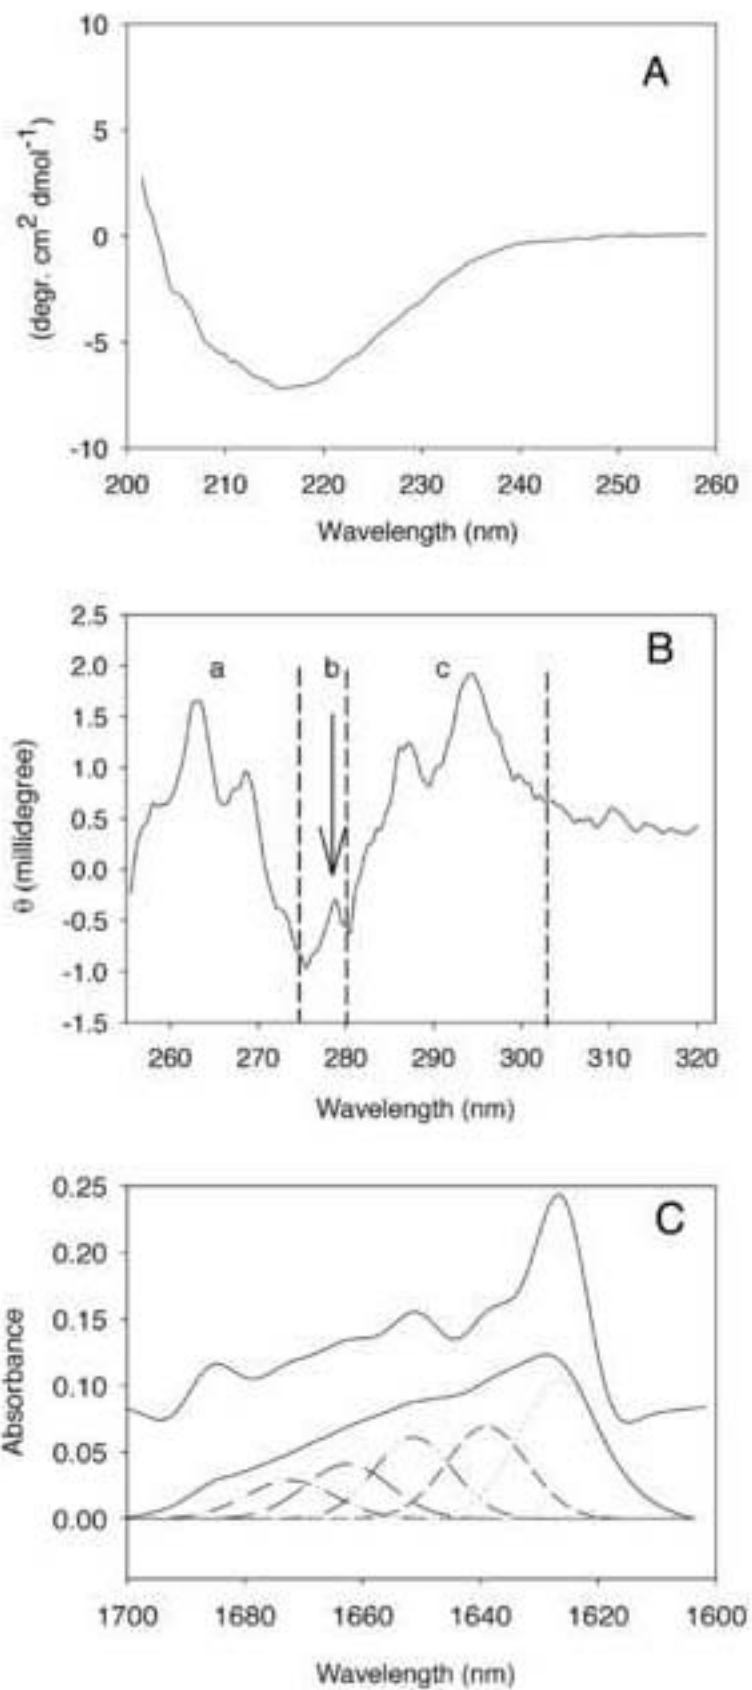 A
10
5
0
-5
-10
(degr. cm² dmol⁻¹)
200 210 220 230 240 250 260
Wavelength (nm)
B
a b c
2.5
2.0
1.5
1.0
0.5
0.0
-0.5
-1.0
-1.5
θ (millidegree)
260 270 280 290 300 310 320
Wavelength (nm)
C
0.25
0.20
0.15
0.10
0.05
0.00
Absorbance
1700 1680 1660 1640 1620 1600
Wavelength (nm)